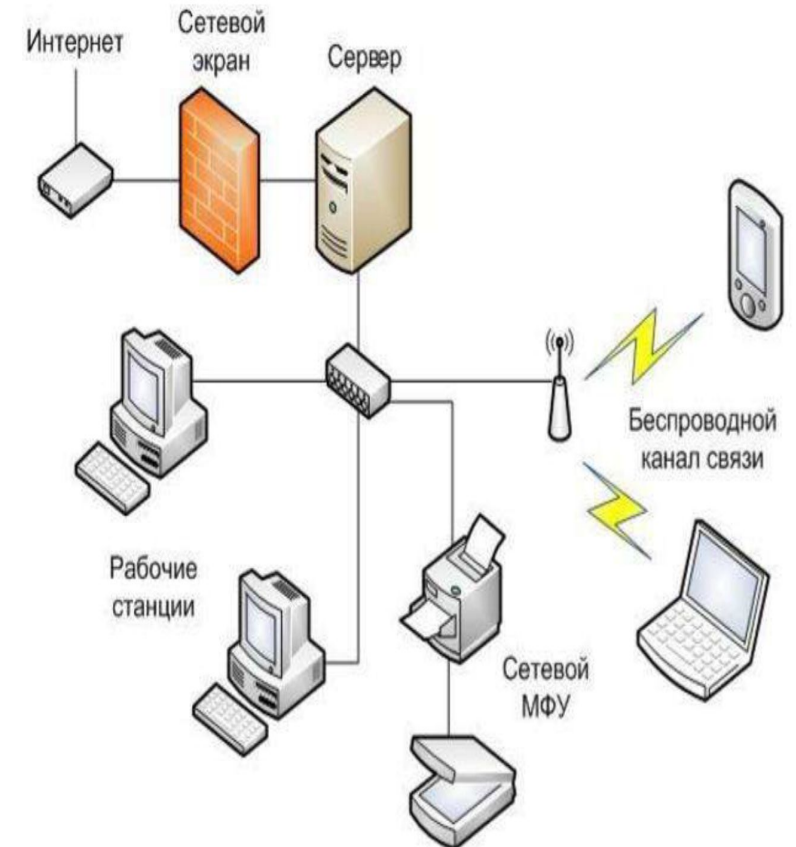 Интернет
Сетевой
экран
Сервер
Беспроводной
канал связи
Рабочие
станции
Сетевой
МФУ